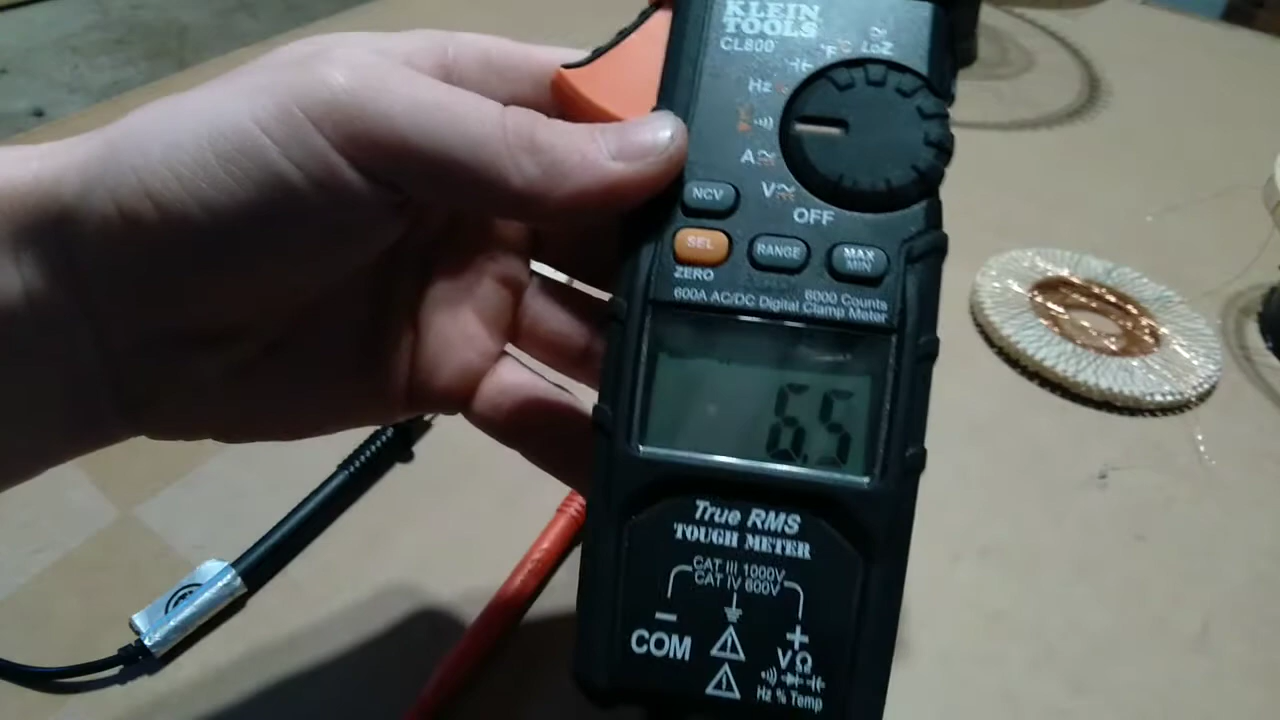 KLEIN
TOOLS
CL800
°F°C
LoZ
Hz
A
V
OFF
NCV
SEL
RANGE
MAX
MIN
ZERO
600A AC/DC Digital Clamp Meter
6000 Counts
6.5
True RMS
TOUGH METER
CAT III 1000V
CAT IV 600V
− +
COM
VΩ
Hz % Temp